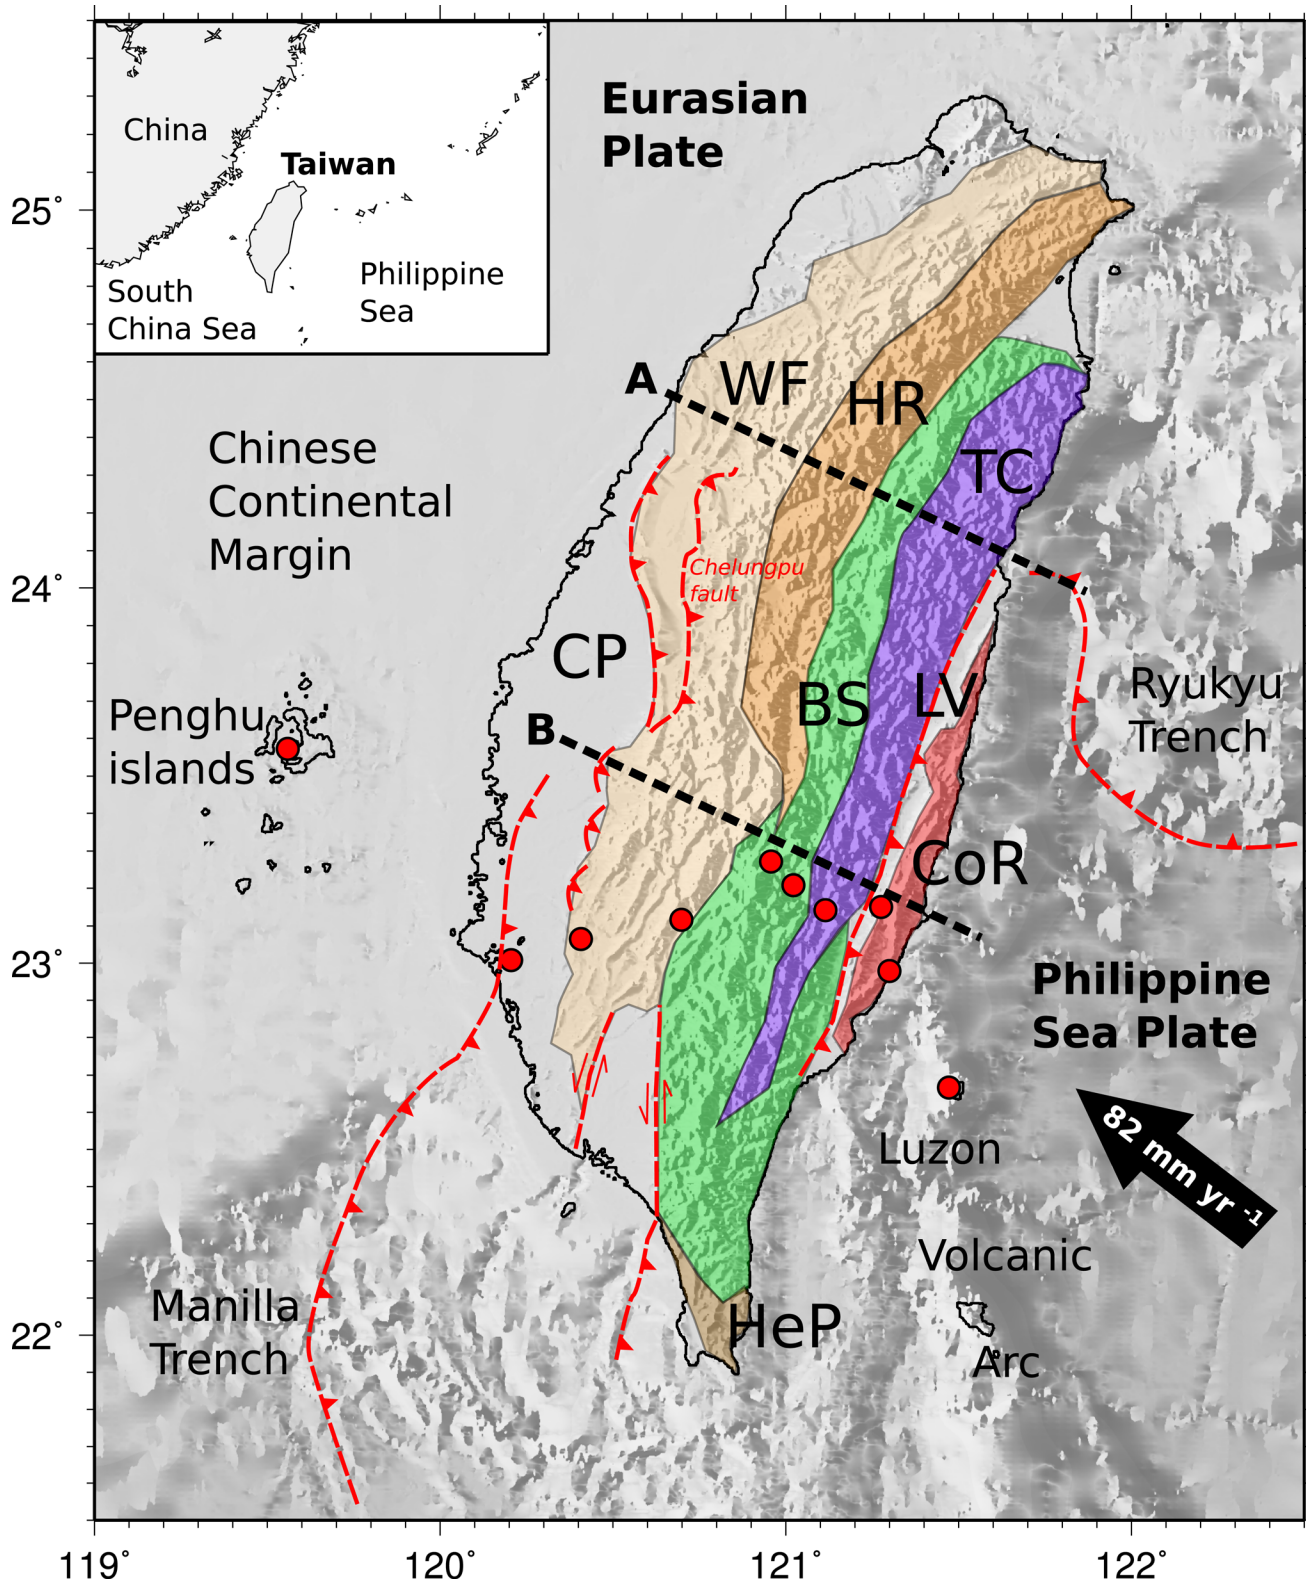 China
Taiwan
South
China Sea
Philippine
Sea
Eurasian
Plate
25°
A
WF
HR
TC
Chinese
Continental
Margin
24°
Chelungpu
fault
CP
B
BS
LV
Penghu
islands
Ryukyu
Trench
CoR
23°
Philippine
Sea Plate
82 mm yr -1
Luzon
Volcanic
Arc
Manilla
Trench
HeP
22°
119°
120°
121°
122°